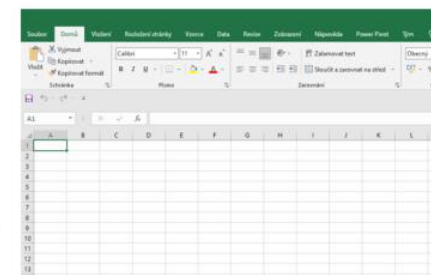 Soubor Domů Vložení Rozložení stránky Vzorce Data Revize Zobrazení Nápověda Power Pivot Tým
Vyjmout Calibri 11 A A Zalamovat text Obecný
Vložit Kopírovat
Kopírovat formát B I U A Sloučit a zarovnat na střed
Schránka Písmo Zarovnání
A1 fx
A B C D E F G H I J K L
1
2
3
4
5
6
7
8
9
10
11
12
13